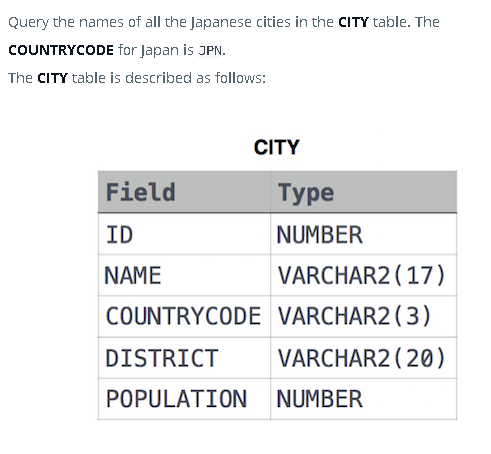 Query the names of all the Japanese cities in the CITY table. The
COUNTRYCODE for Japan is JPN.
The CITY table is described as follows:
CITY
Field Type
ID NUMBER
NAME VARCHAR2(17)
COUNTRYCODE VARCHAR2(3)
DISTRICT VARCHAR2(20)
POPULATION NUMBER